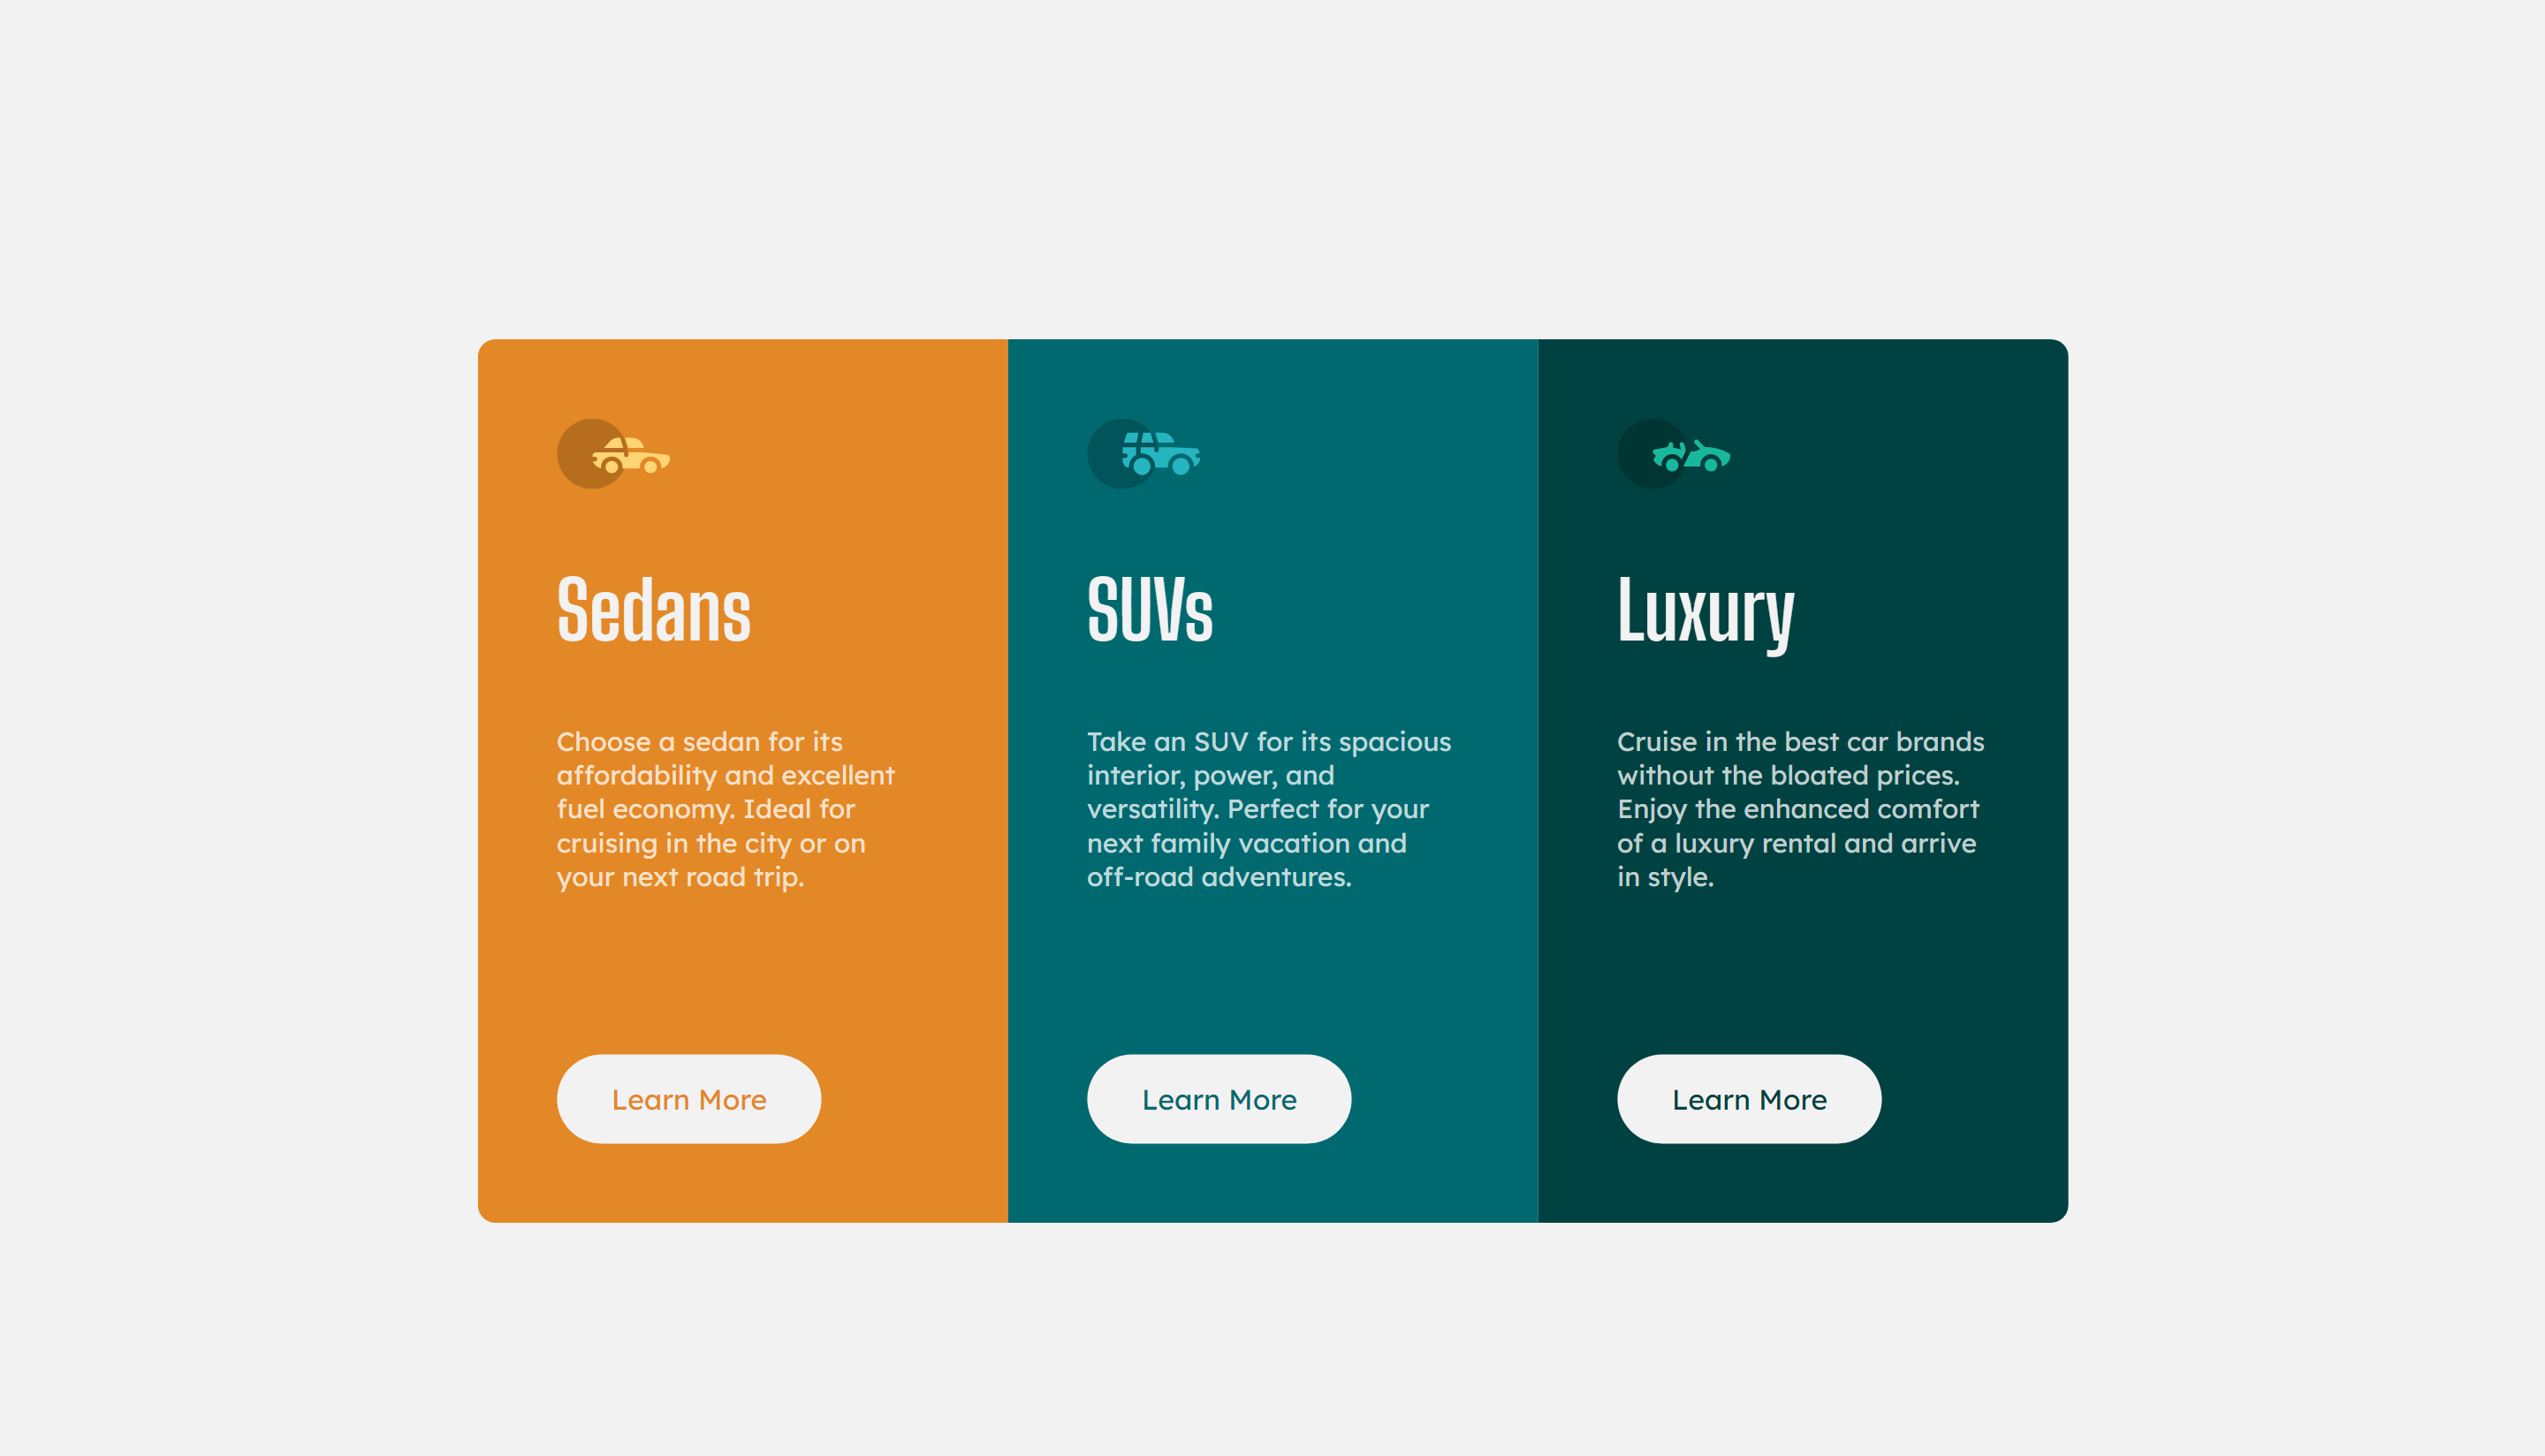 Sedans
Choose a sedan for its
affordability and excellent
fuel economy. Ideal for
cruising in the city or on
your next road trip.
Learn More
SUVs
Take an SUV for its spacious
interior, power, and
versatility. Perfect for your
next family vacation and
off-road adventures.
Learn More
Luxury
Cruise in the best car brands
without the bloated prices.
Enjoy the enhanced comfort
of a luxury rental and arrive
in style.
Learn More